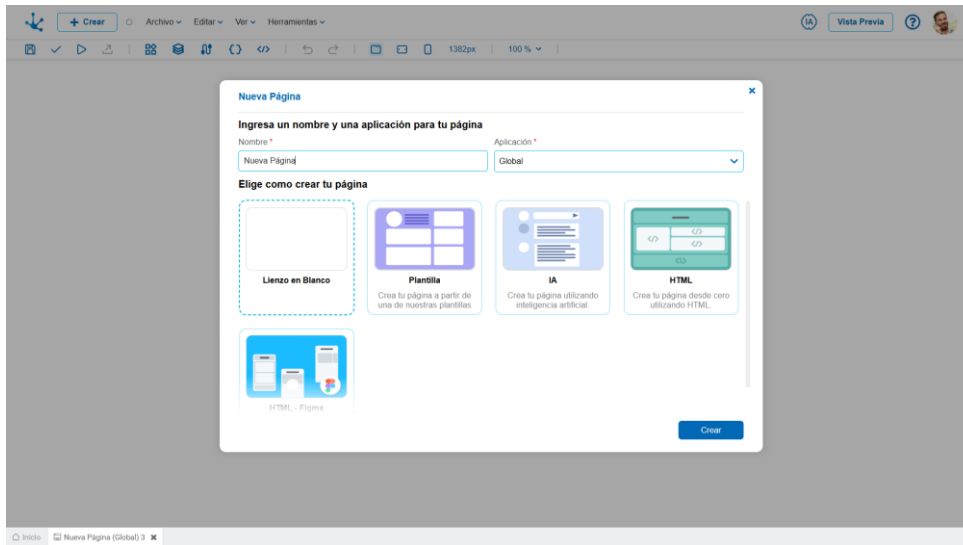 + Crear
Archivo
Editar
Ver
Herramientas
IA
Vista Previa
?
1382px
100 %
Nueva Página
Ingresa un nombre y una aplicación para tu página
Nombre *
Aplicación *
Nueva Página
Global
Elige como crear tu página
Lienzo en Blanco
Plantilla
Crea tu página a partir de
una de nuestras plantillas
IA
Crea tu página utilizando
inteligencia artificial.
HTML
Crea tu página desde cero
utilizando HTML.
HTML - Figma
Crear
Inicio
Nueva Página (Global) 3